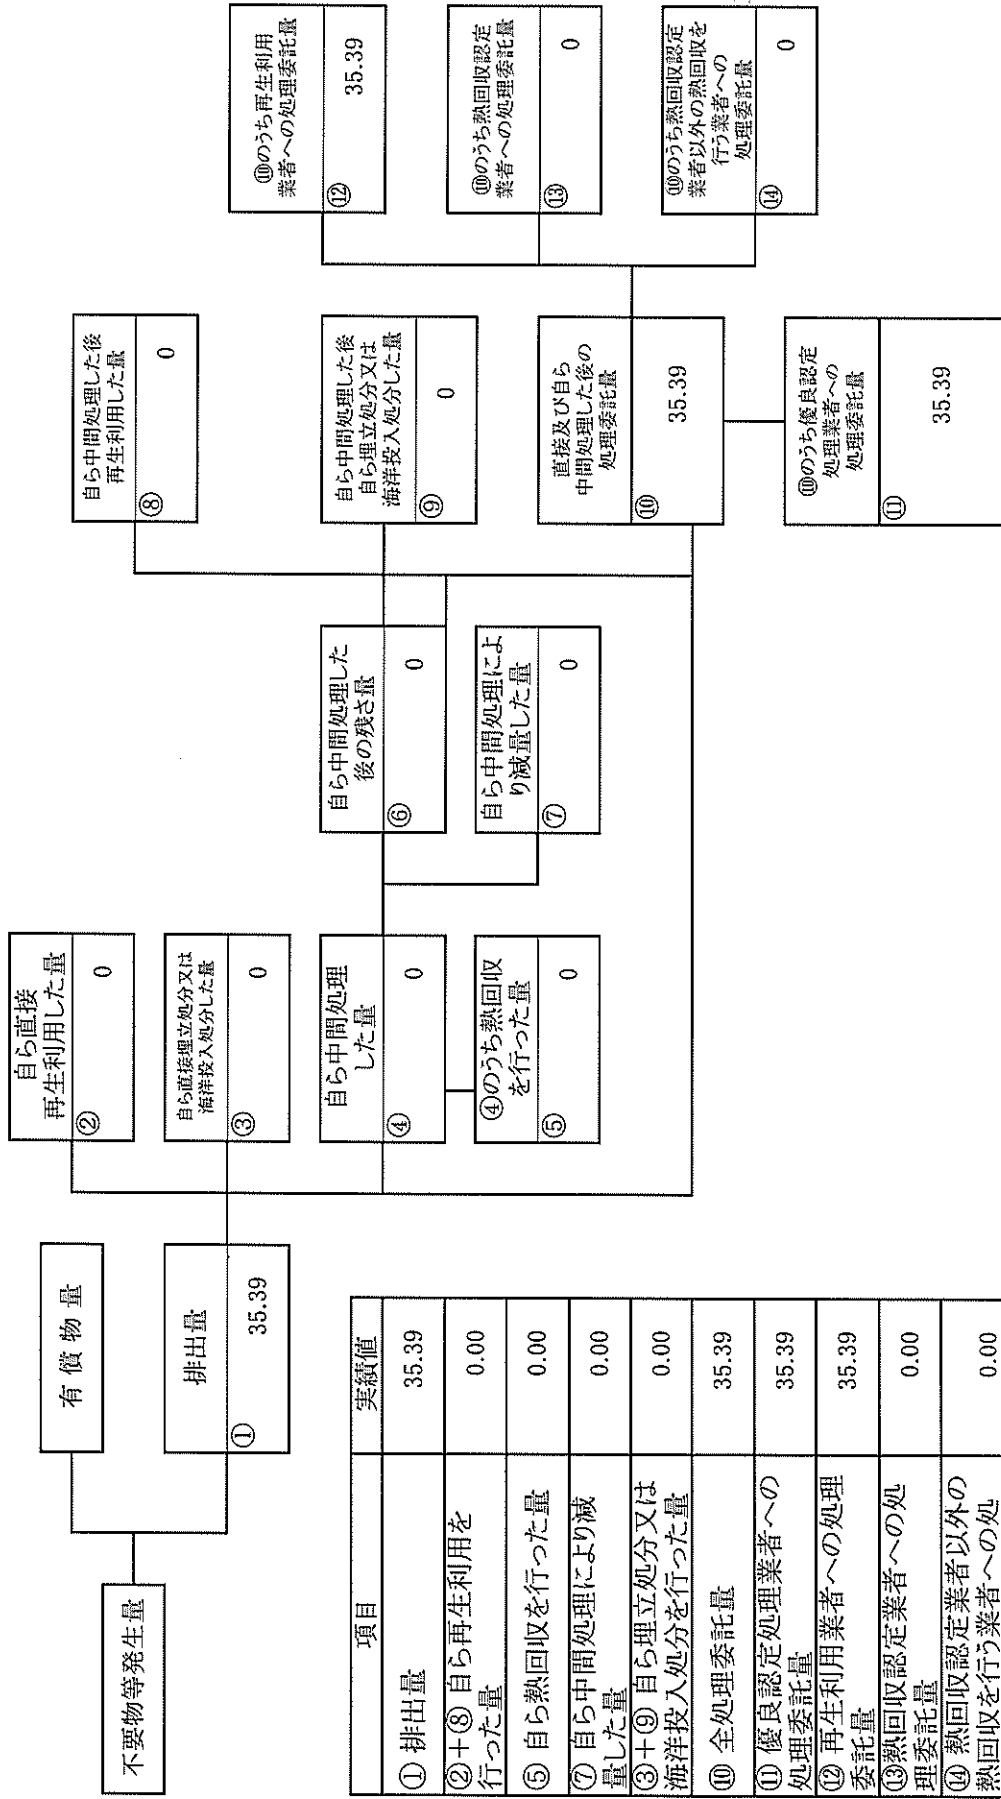 不要物等発生量
有償物量
排出量
①
35.39
自ら直接
再生利用した量
②
0
自ら直接埋立処分又は
海洋投入処分した量
③
0
自ら中間処理
した量
④
0
④のうち熱回収
を行った量
⑤
0
自ら中間処理した
後の残さ量
⑥
0
自ら中間処理によ
り減量した量
⑦
0
自ら中間処理した後
再生利用した量
⑧
0
自ら中間処理した後
自ら埋立処分又は
海洋投入処分した量
⑨
0
直接及び自ら
中間処理した後の
処理委託量
⑩
35.39
⑩のうち優良認定
処理業者への
処理委託量
⑪
35.39
⑩のうち再生利用
業者への処理委託量
⑫
35.39
⑩のうち熱回収認定
業者への処理委託量
⑬
0
⑩のうち熱回収認定
業者以外の熱回収を
行う業者への
処理委託量
⑭
0
項目 実績値
①排出量 35.39
②+⑧ 自ら再生利用を
行った量 0.00
⑤ 自ら熱回収を行った量 0.00
⑦ 自ら中間処理により減
量した量 0.00
③+⑨ 自ら埋立処分又は
海洋投入処分を行った量 0.00
⑩ 全処理委託量 35.39
⑪ 優良認定処理業者への
処理委託量 35.39
⑫ 再生利用業者への処理
委託量 35.39
⑬熱回収認定業者への処
理委託量 0.00
⑭ 熱回収認定業者以外の
熱回収を行う業者への処 0.00